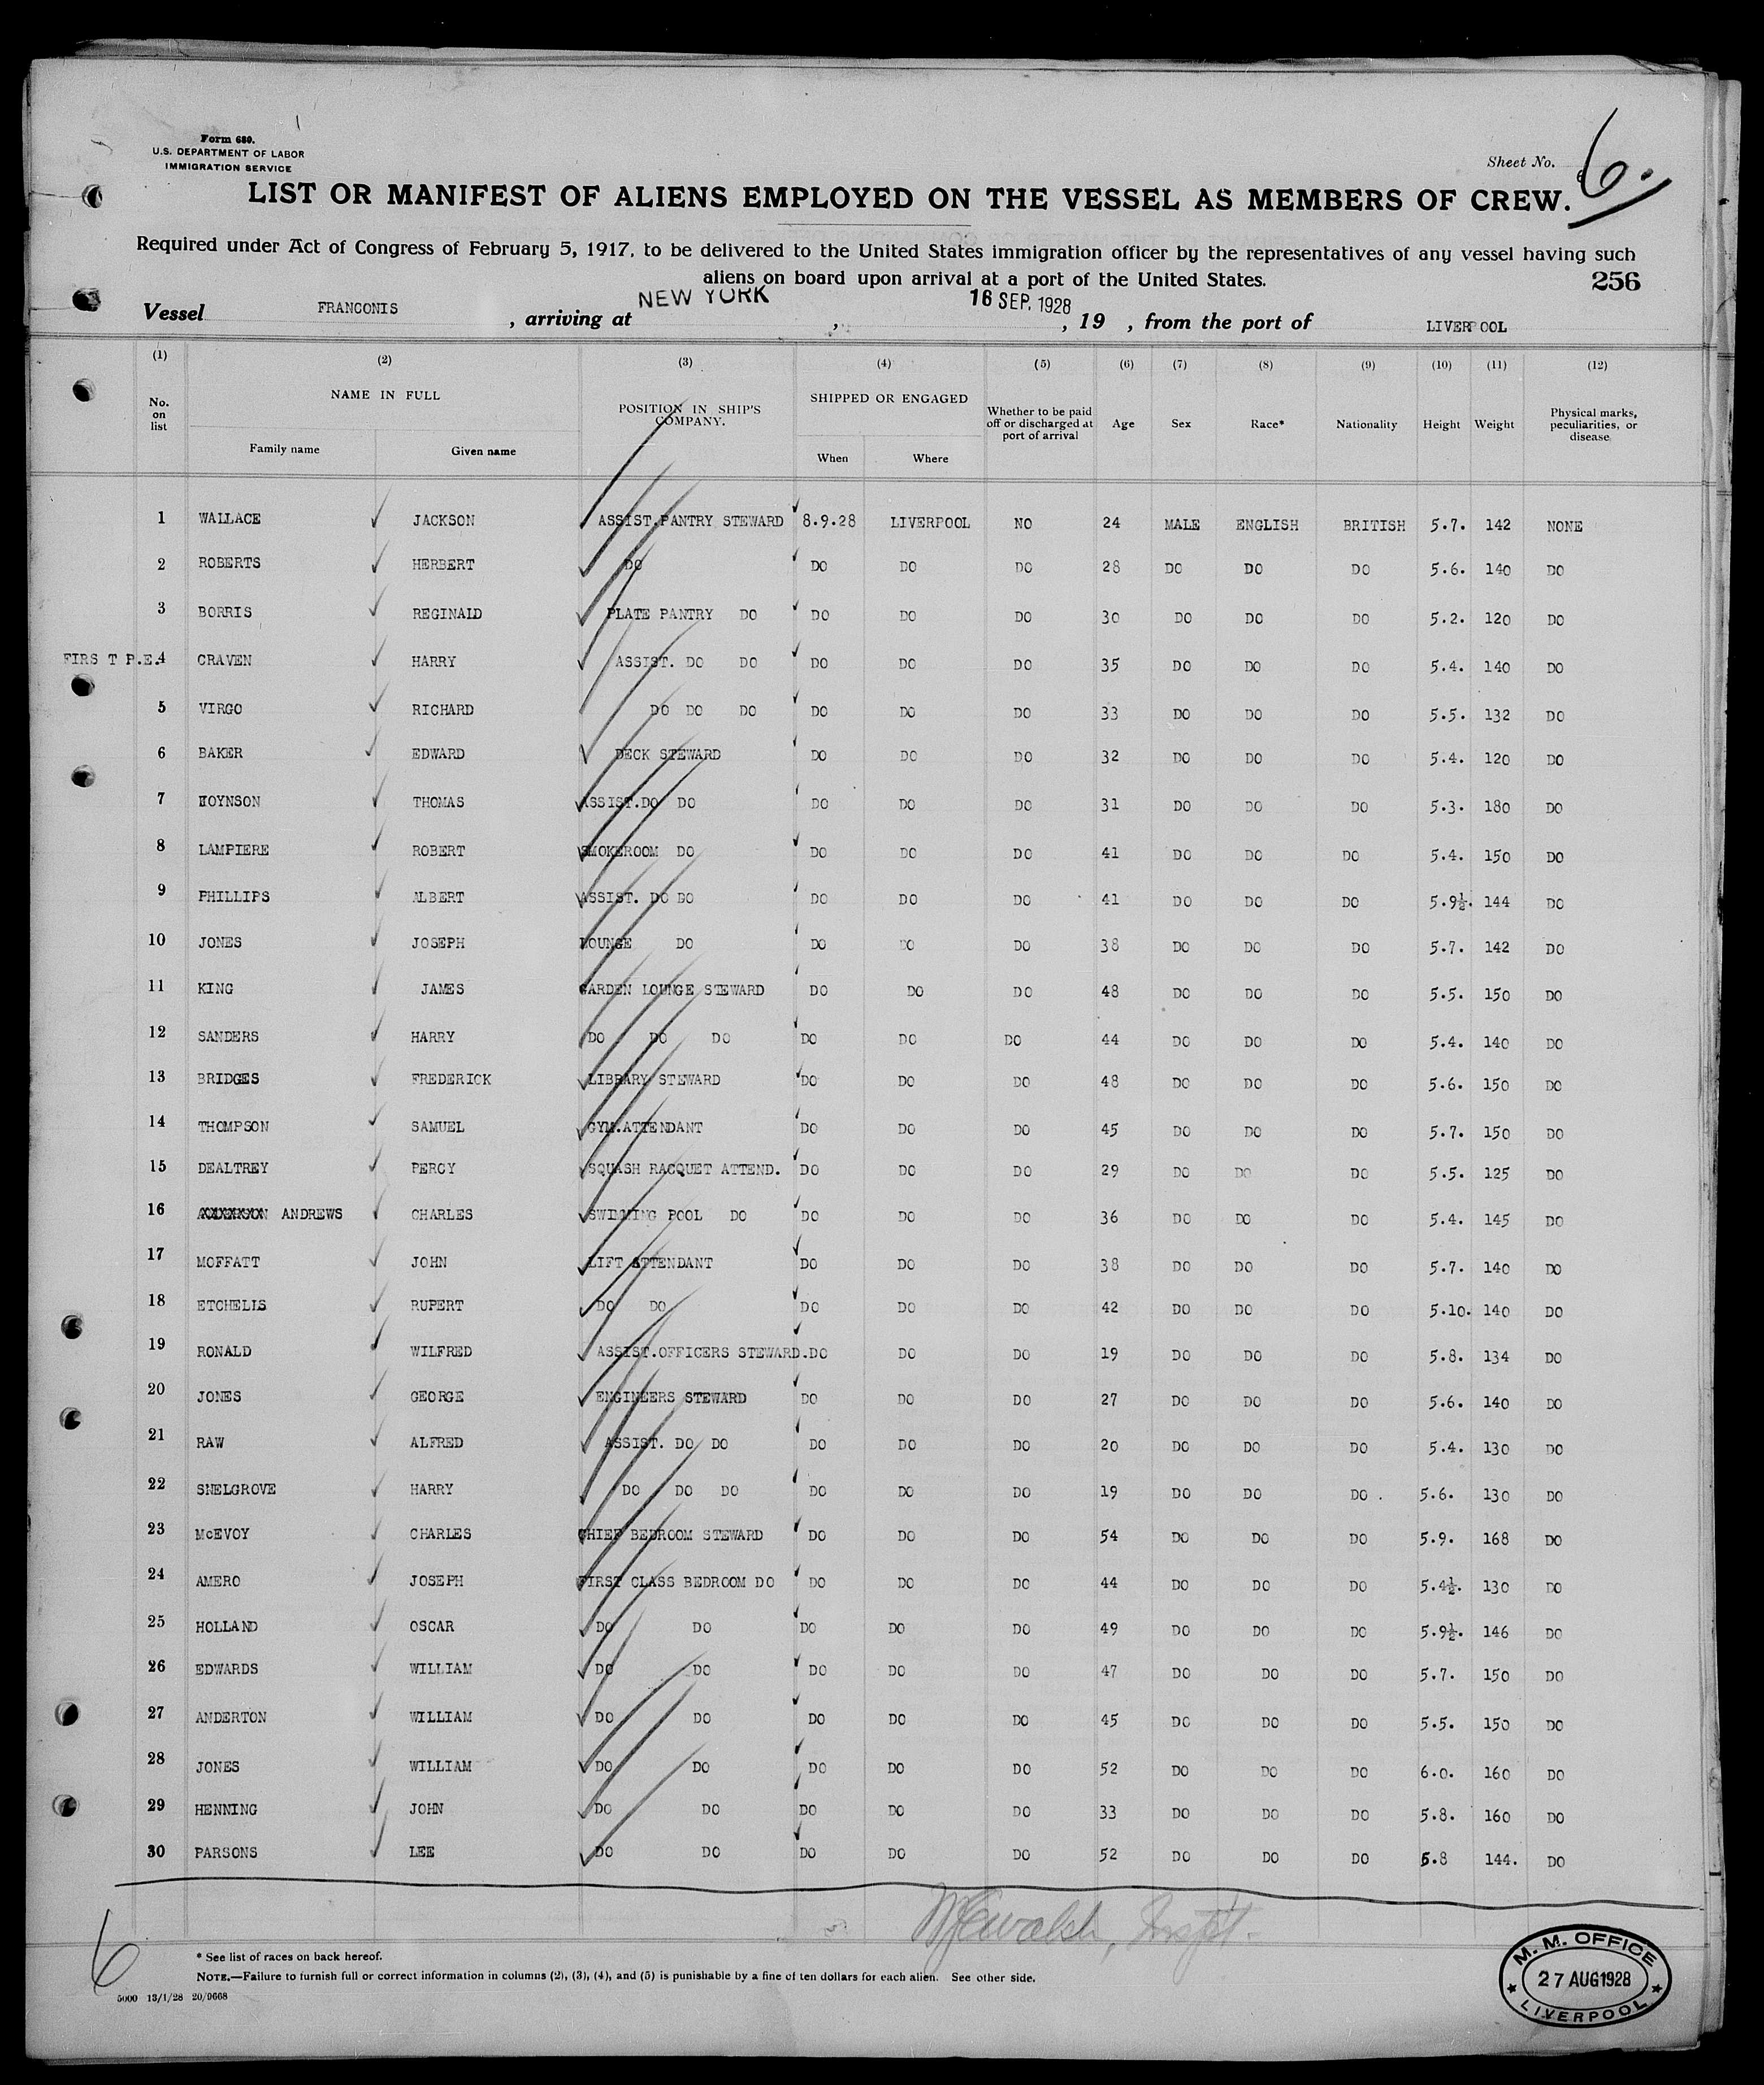 Form 680.
U.S. DEPARTMENT OF LABOR
IMMIGRATION SERVICE
Sheet No. 6.
LIST OR MANIFEST OF ALIENS EMPLOYED ON THE VESSEL AS MEMBERS OF CREW.
Required under Act of Congress of February 5, 1917, to be delivered to the United States immigration officer by the representatives of any vessel having such
aliens on board upon arrival at a port of the United States.
256
Vessel FRANCONIS , arriving at NEW YORK , 16 SEP. 1928 , 19 , from the port of LIVERPOOL
(1) (2) (3) (4) (5) (6) (7) (8) (9) (10) (11) (12)
No. on list NAME IN FULL Family name Given name POSITION IN SHIP'S COMPANY. SHIPPED OR ENGAGED When Where Whether to be paid off or discharged at port of arrival Age Sex Race* Nationality Height Weight Physical marks, peculiarities, or disease
1 WALLACE JACKSON ASSIST.PANTRY STEWARD 8.9.28 LIVERPOOL NO 24 MALE ENGLISH BRITISH 5.7. 142 NONE
2 ROBERTS HERBERT DO DO DO DO 28 DO DO DO 5.6. 140 DO
3 BORRIS REGINALD PLATE PANTRY DO DO DO DO 30 DO DO DO 5.2. 120 DO
FIRS T P.E. 4 CRAVEN HARRY ASSIST. DO DO DO DO DO 35 DO DO DO 5.4. 140 DO
5 VIRGO RICHARD DO DO DO DO DO DO 33 DO DO DO 5.5. 132 DO
6 BAKER EDWARD DECK STEWARD DO DO DO 32 DO DO DO 5.4. 120 DO
7 HOYNSON THOMAS ASSIST.DO DO DO DO DO 31 DO DO DO 5.3. 180 DO
8 LAMPIERE ROBERT SMOKEROOM DO DO DO DO 41 DO DO DO 5.4. 150 DO
9 PHILLIPS ALBERT ASSIST. DO DO DO DO DO 41 DO DO DO 5.9½. 144 DO
10 JONES JOSEPH LOUNGE DO DO DO DO 38 DO DO DO 5.7. 142 DO
11 KING JAMES GARDEN LOUNGE STEWARD DO DO DO 48 DO DO DO 5.5. 150 DO
12 SANDERS HARRY DO DO DO DO DO DO 44 DO DO DO 5.4. 140 DO
13 BRIDGES FREDERICK LIBRARY STEWARD DO DO DO 48 DO DO DO 5.6. 150 DO
14 THOMPSON SAMUEL GYM.ATTENDANT DO DO DO 45 DO DO DO 5.7. 150 DO
15 DEALTREY PERCY SQUASH RACQUET ATTEND. DO DO DO 29 DO DO DO 5.5. 125 DO
16 ANDREWS CHARLES SWIMMING POOL DO DO DO DO 36 DO DO DO 5.4. 145 DO
17 MOFFATT JOHN LIFT ATTENDANT DO DO DO 38 DO DO DO 5.7. 140 DO
18 ETCHELLS RUPERT DO DO DO DO DO 42 DO DO DO 5.10. 140 DO
19 RONALD WILFRED ASSIST.OFFICERS STEWARD. DO DO DO 19 DO DO DO 5.8. 134 DO
20 JONES GEORGE ENGINEERS STEWARD DO DO DO 27 DO DO DO 5.6. 140 DO
21 RAW ALFRED ASSIST. DO DO DO DO DO 20 DO DO DO 5.4. 130 DO
22 SNELGROVE HARRY DO DO DO DO DO DO 19 DO DO DO . 5.6. 130 DO
23 McEVOY CHARLES CHIEF BEDROOM STEWARD DO DO DO 54 DO DO DO 5.9. 168 DO
24 AMERO JOSEPH FIRST CLASS BEDROOM DO DO DO DO 44 DO DO DO 5.4½. 130 DO
25 HOLLAND OSCAR DO DO DO DO DO 49 DO DO DO 5.9½. 146 DO
26 EDWARDS WILLIAM DO DO DO DO DO 47 DO DO DO 5.7. 150 DO
27 ANDERTON WILLIAM DO DO DO DO DO 45 DO DO DO 5.5. 150 DO
28 JONES WILLIAM DO DO DO DO DO 52 DO DO DO 6.0. 160 DO
29 HENNING JOHN DO DO DO DO DO 33 DO DO DO 5.8. 160 DO
30 PARSONS LEE DO DO DO DO DO 52 DO DO DO 5.8 144. DO
6
* See list of races on back hereof.
NOTE.—Failure to furnish full or correct information in columns (2), (3), (4), and (5) is punishable by a fine of ten dollars for each alien. See other side.
5000 13/1/28 20/9668
M. M. OFFICE
27 AUG 1928
LIVERPOOL